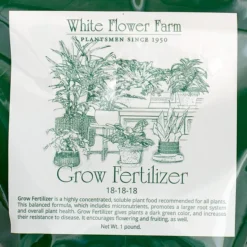 White Flower Farm
PLANTSMEN SINCE 1950
Grow Fertilizer
18-18-18
Grow Fertilizer is a highly concentrated, soluble plant food recommended for all plants.
This balanced formula, which includes micronutrients, promotes a larger root system
and overall plant health. Grow Fertilizer gives plants a dark green color, and increases
their resistance to disease. It encourages flowering and fruiting, as well.
Net Wt. 1 pound.